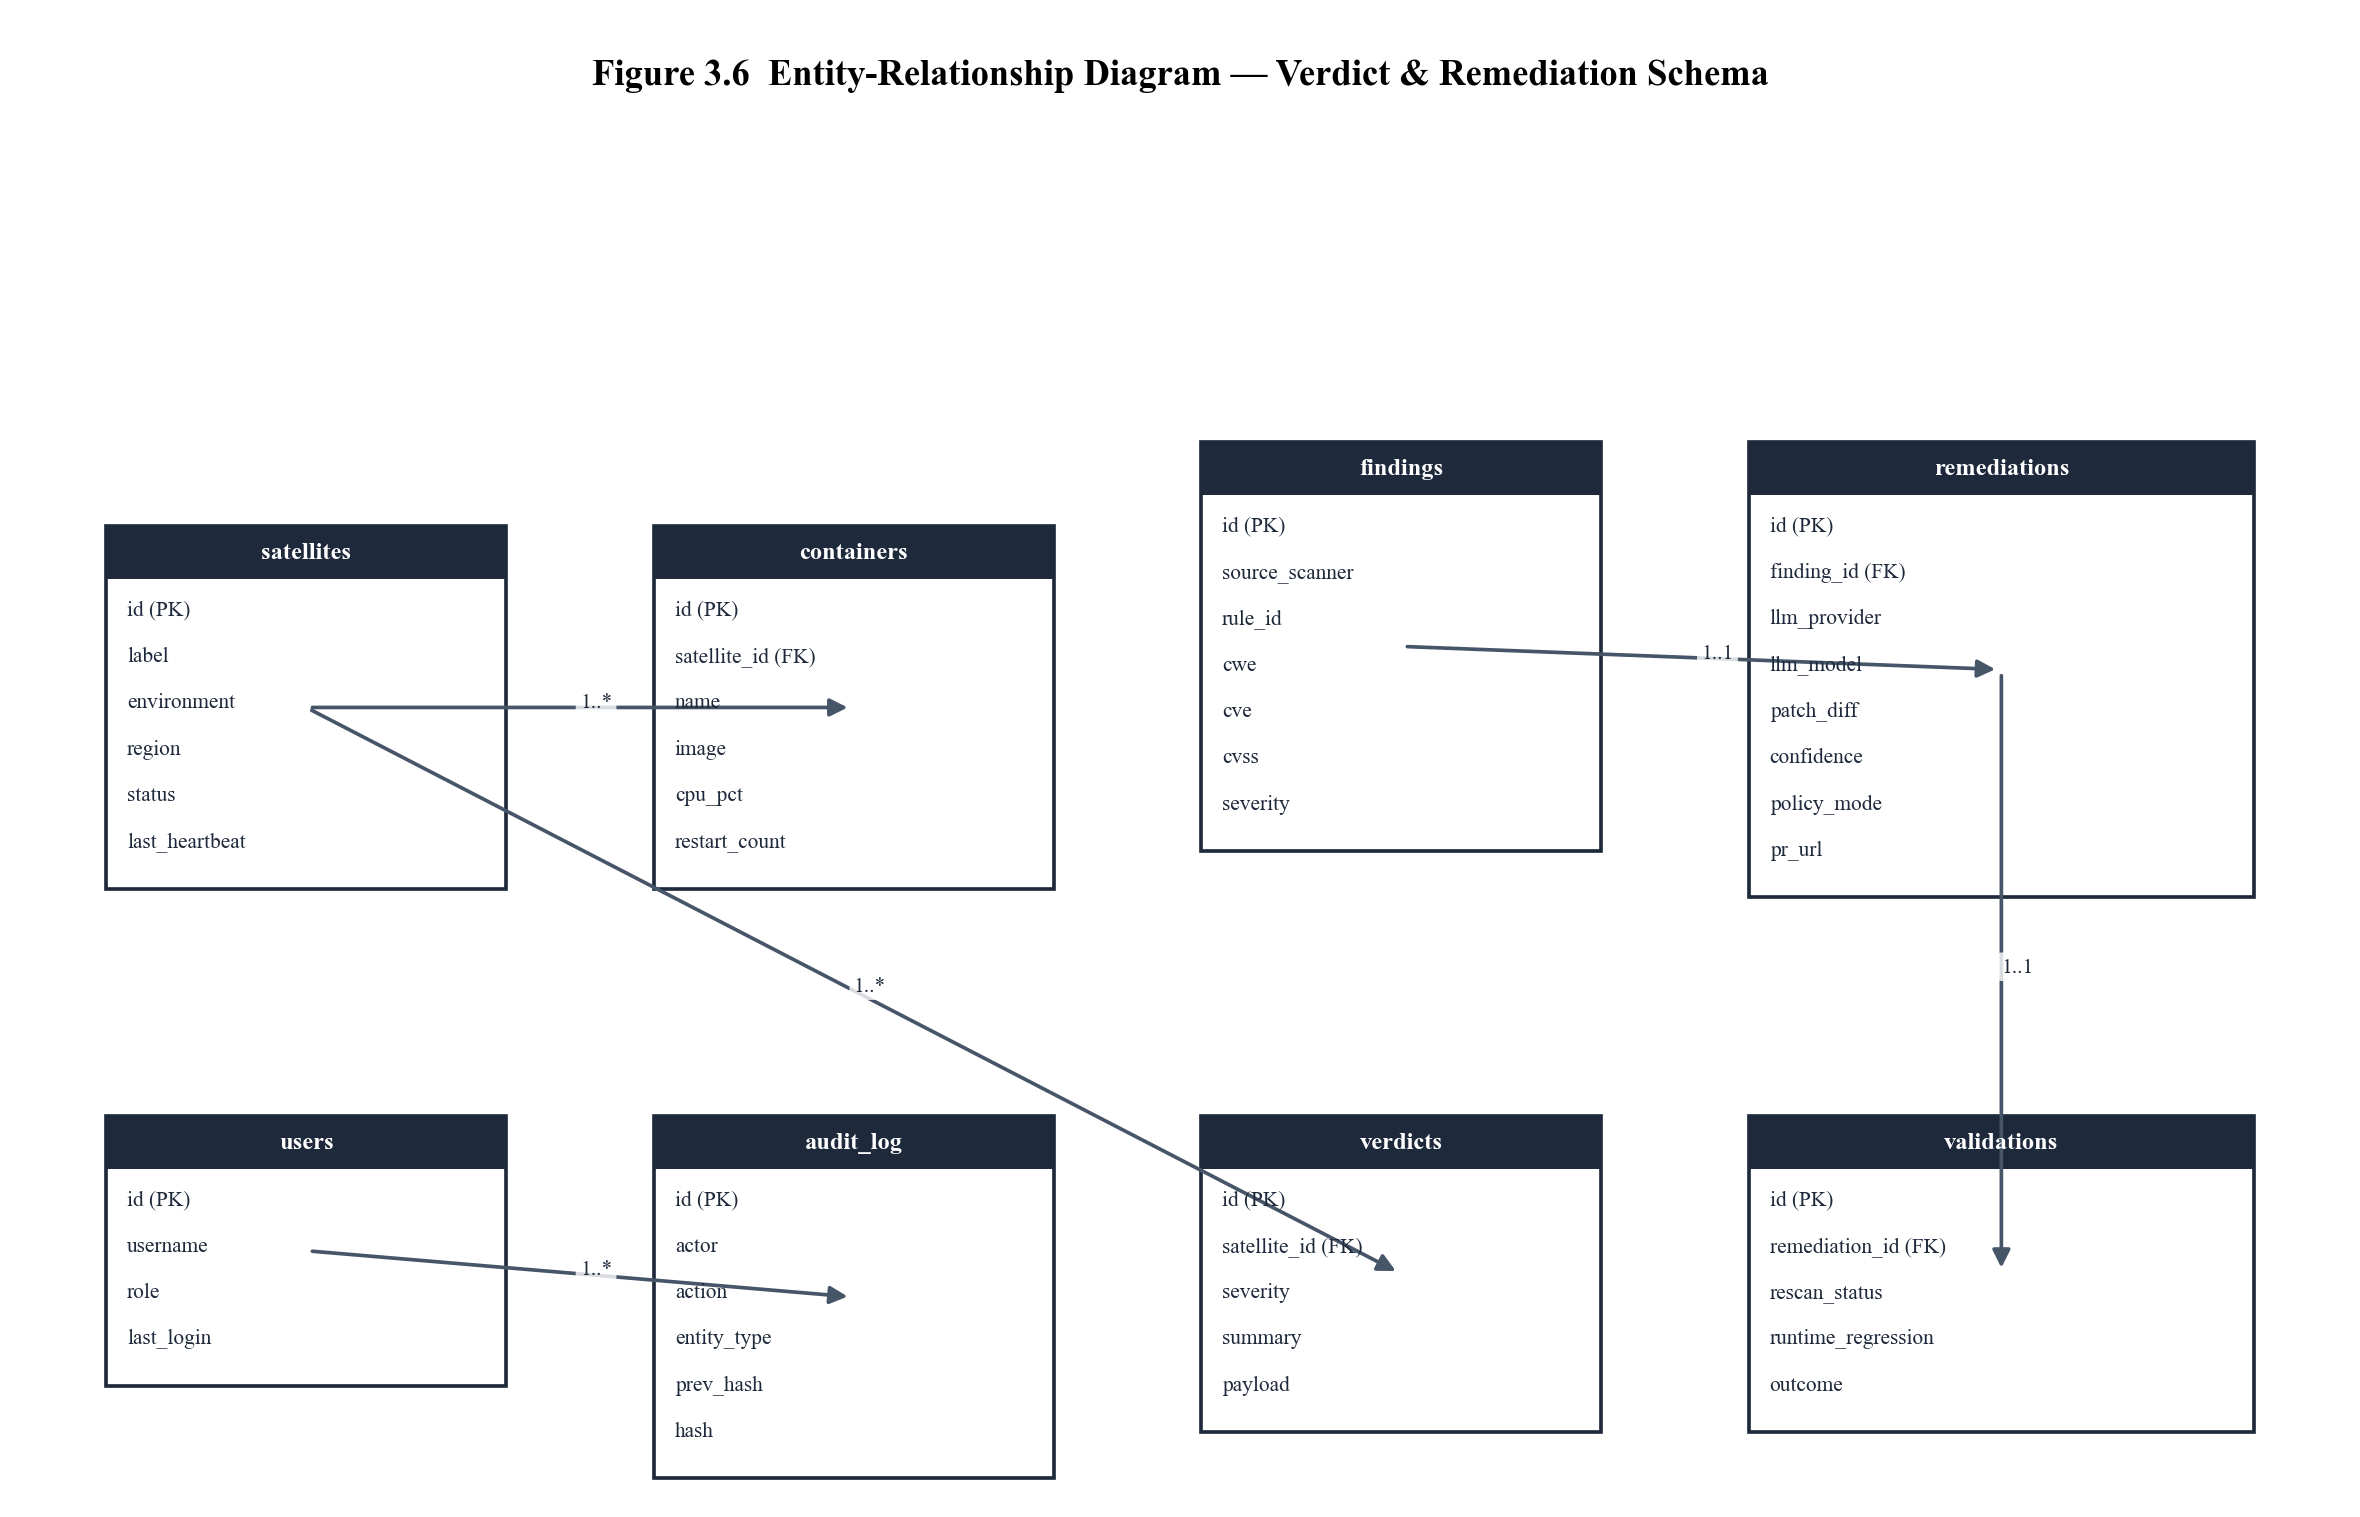 Figure 3.6  Entity-Relationship Diagram — Verdict & Remediation Schema
satellites
id (PK)
label
environment
region
status
last_heartbeat
1..*
containers
id (PK)
satellite_id (FK)
name
image
cpu_pct
restart_count
findings
id (PK)
source_scanner
rule_id
cwe
cve
cvss
severity
1..1
remediations
id (PK)
finding_id (FK)
llm_provider
llm_model
patch_diff
confidence
policy_mode
pr_url
1..*
1..1
users
id (PK)
username
role
last_login
1..*
audit_log
id (PK)
actor
action
entity_type
prev_hash
hash
verdicts
id (PK)
satellite_id (FK)
severity
summary
payload
validations
id (PK)
remediation_id (FK)
rescan_status
runtime_regression
outcome